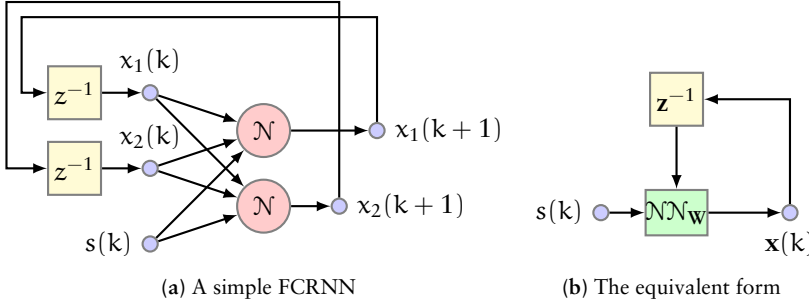 x₁(k)
z⁻¹
N
x₁(k + 1)
x₂(k)
z⁻¹
N
x₂(k + 1)
s(k)
(a) A simple FCRNN
z⁻¹
s(k)
NN_W
x(k)
(b) The equivalent form